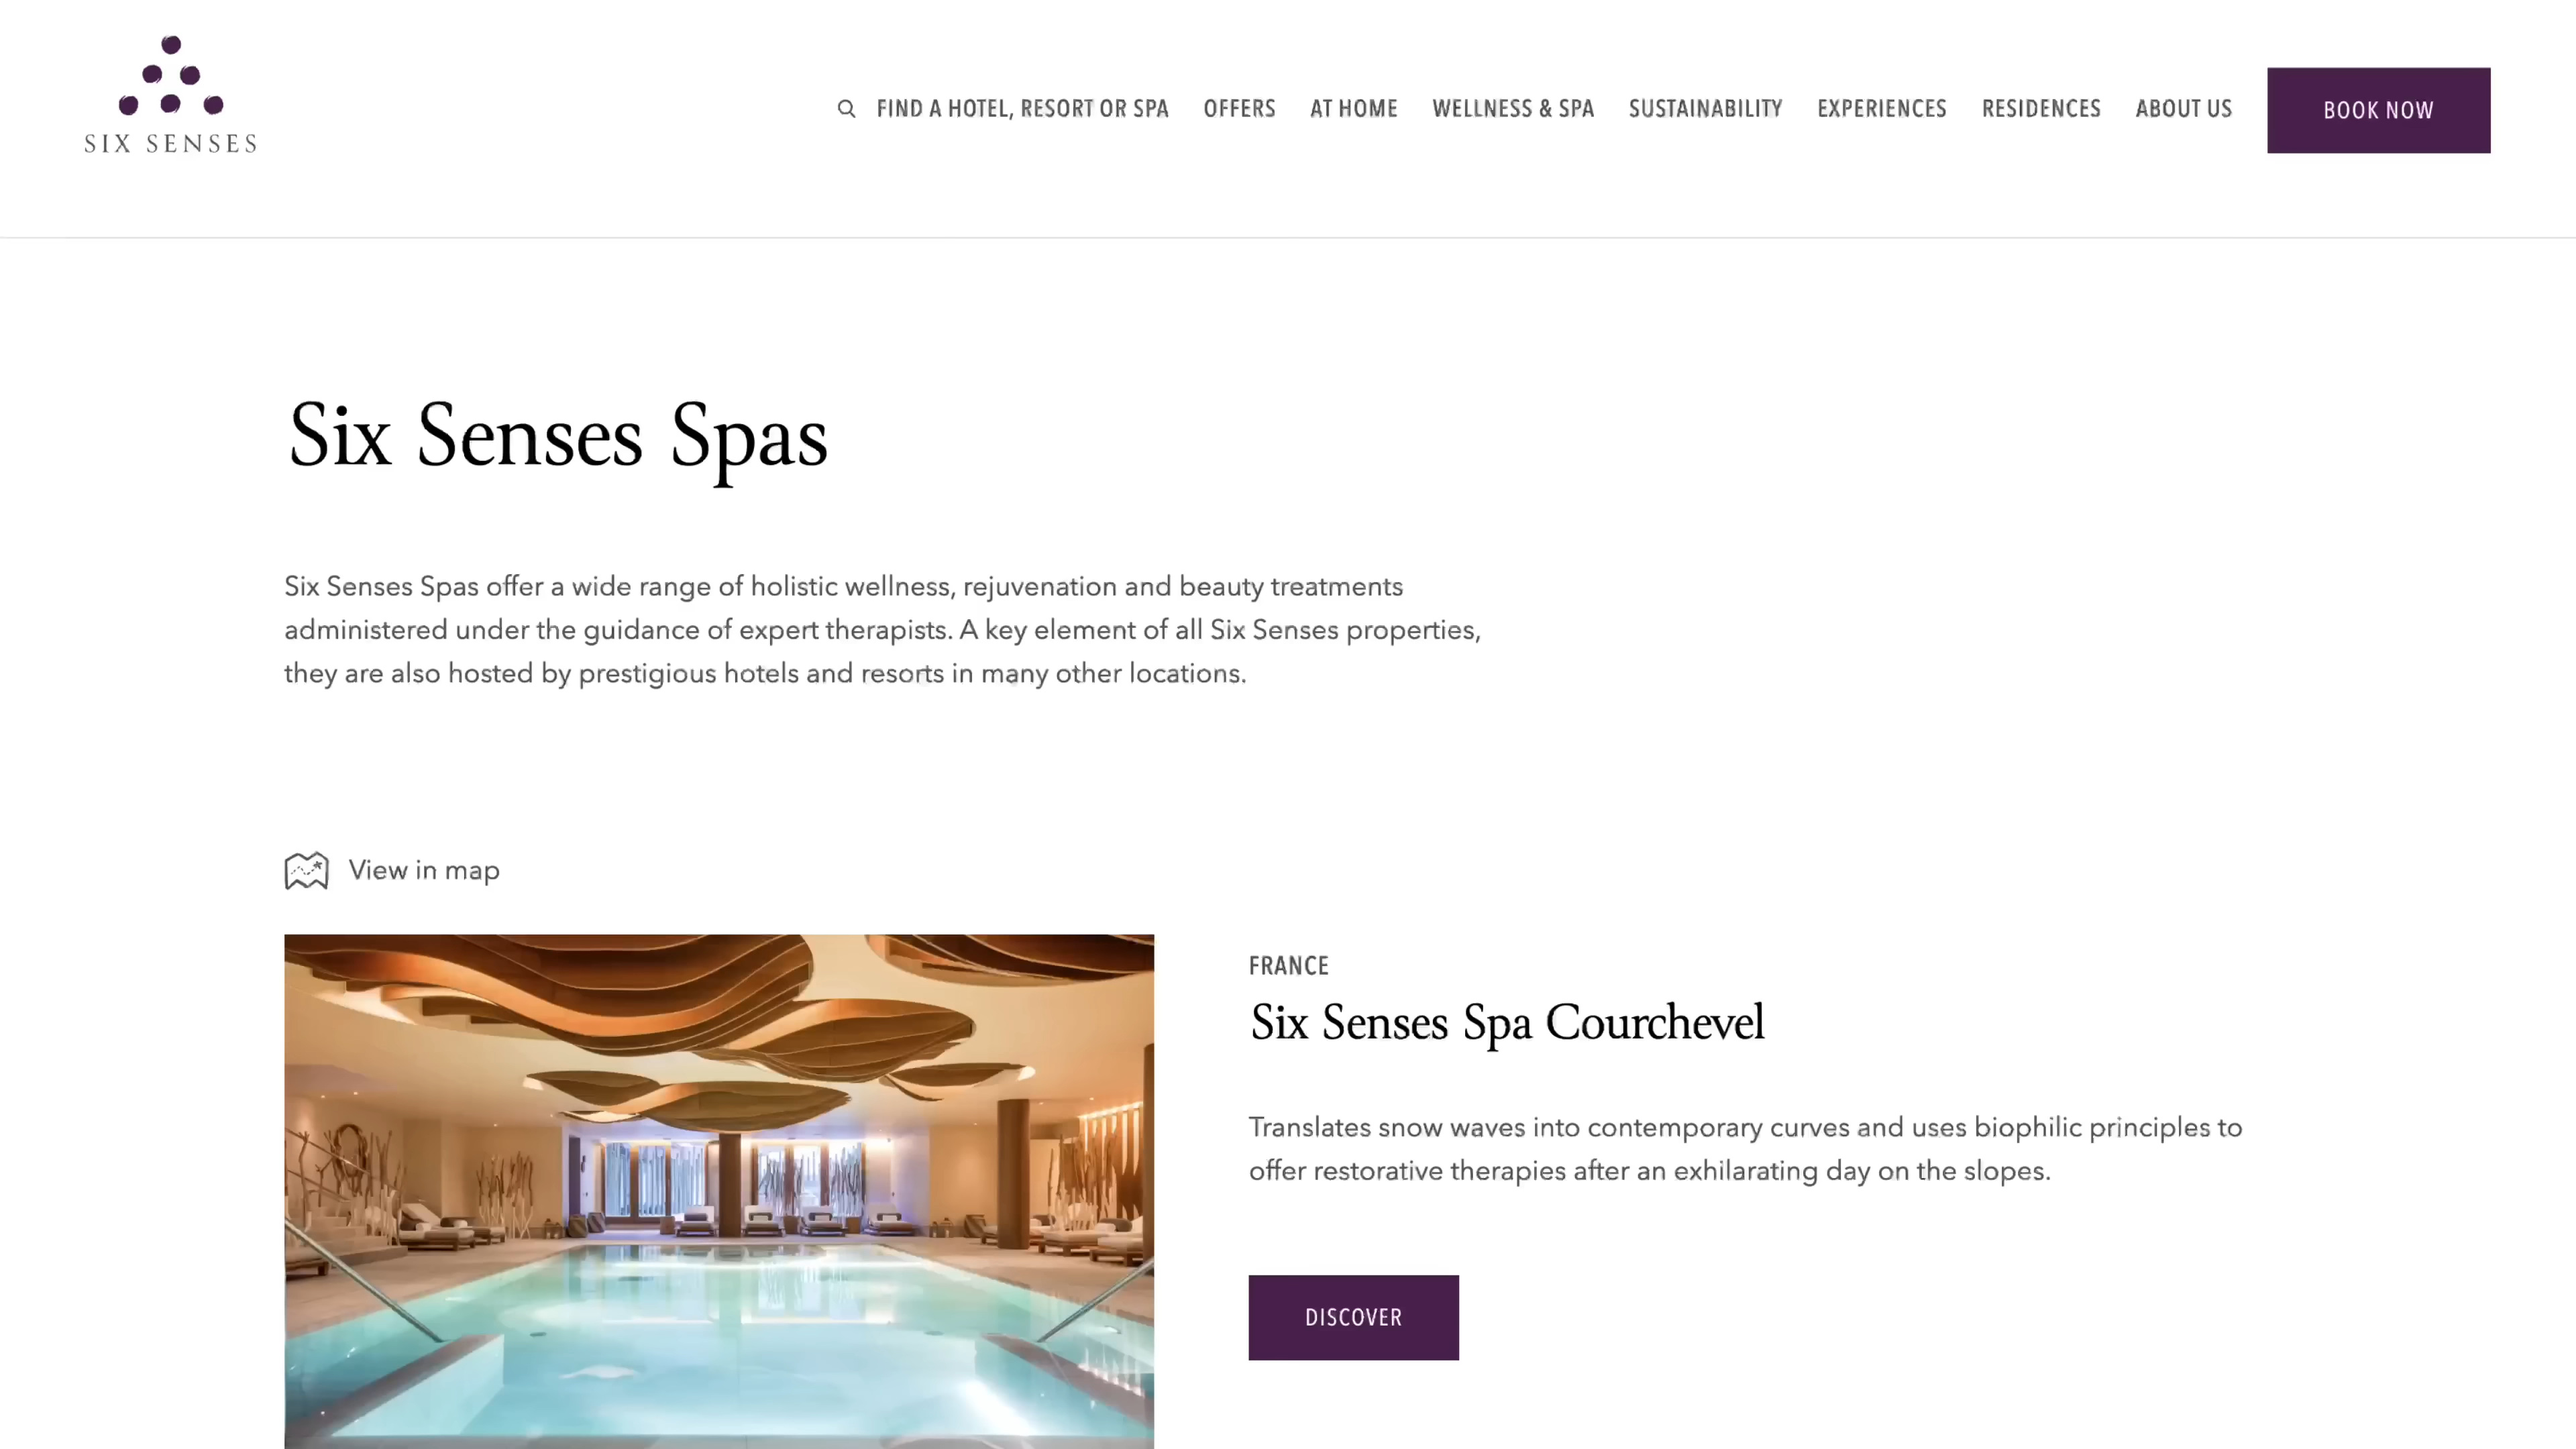 SIX SENSES
FIND A HOTEL, RESORT OR SPA
OFFERS
AT HOME
WELLNESS & SPA
SUSTAINABILITY
EXPERIENCES
RESIDENCES
ABOUT US
BOOK NOW
Six Senses Spas
Six Senses Spas offer a wide range of holistic wellness, rejuvenation and beauty treatments
administered under the guidance of expert therapists. A key element of all Six Senses properties,
they are also hosted by prestigious hotels and resorts in many other locations.
View in map
FRANCE
Six Senses Spa Courchevel
Translates snow waves into contemporary curves and uses biophilic principles to
offer restorative therapies after an exhilarating day on the slopes.
DISCOVER